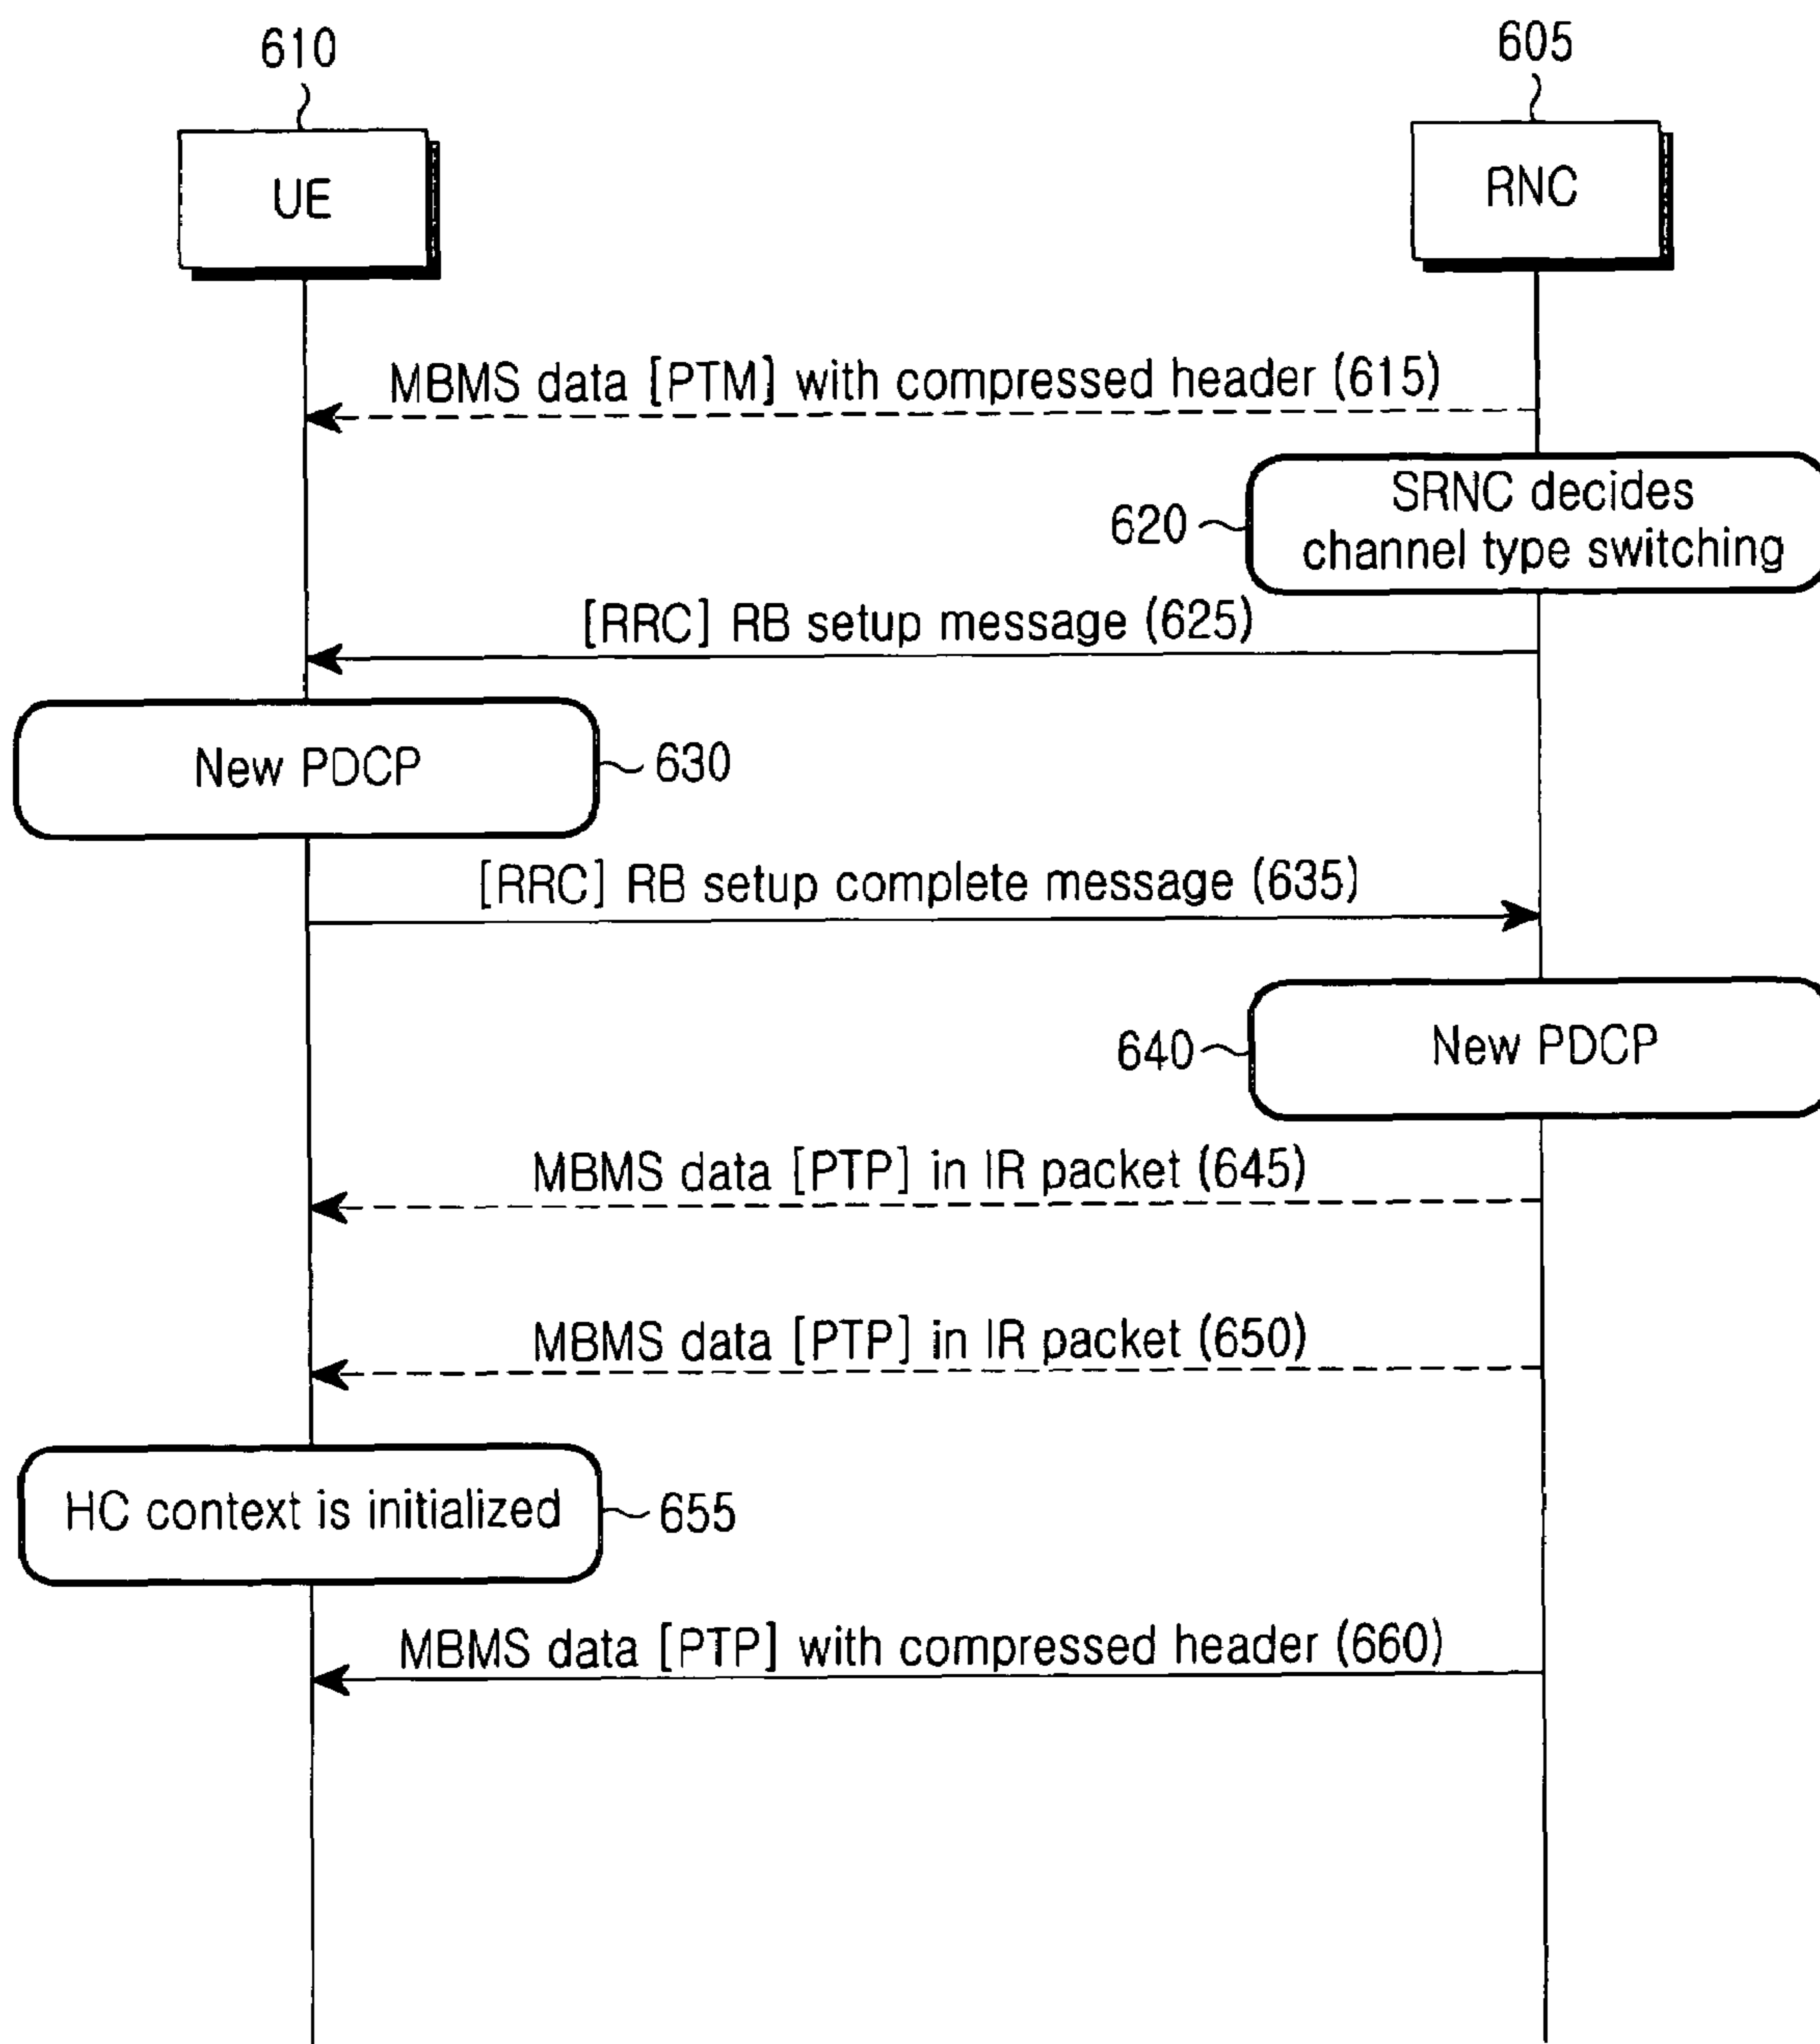 610
605
UE
RNC
MBMS data [PTM] with compressed header (615)
SRNC decides
620
channel type switching
[RRC] RB setup message (625)
New PDCP
630
[RRC] RB setup complete message (635)
640
New PDCP
MBMS data [PTP] in IR packet (645)
MBMS data [PTP] in IR packet (650)
HC context is initialized
655
MBMS data [PTP] with compressed header (660)